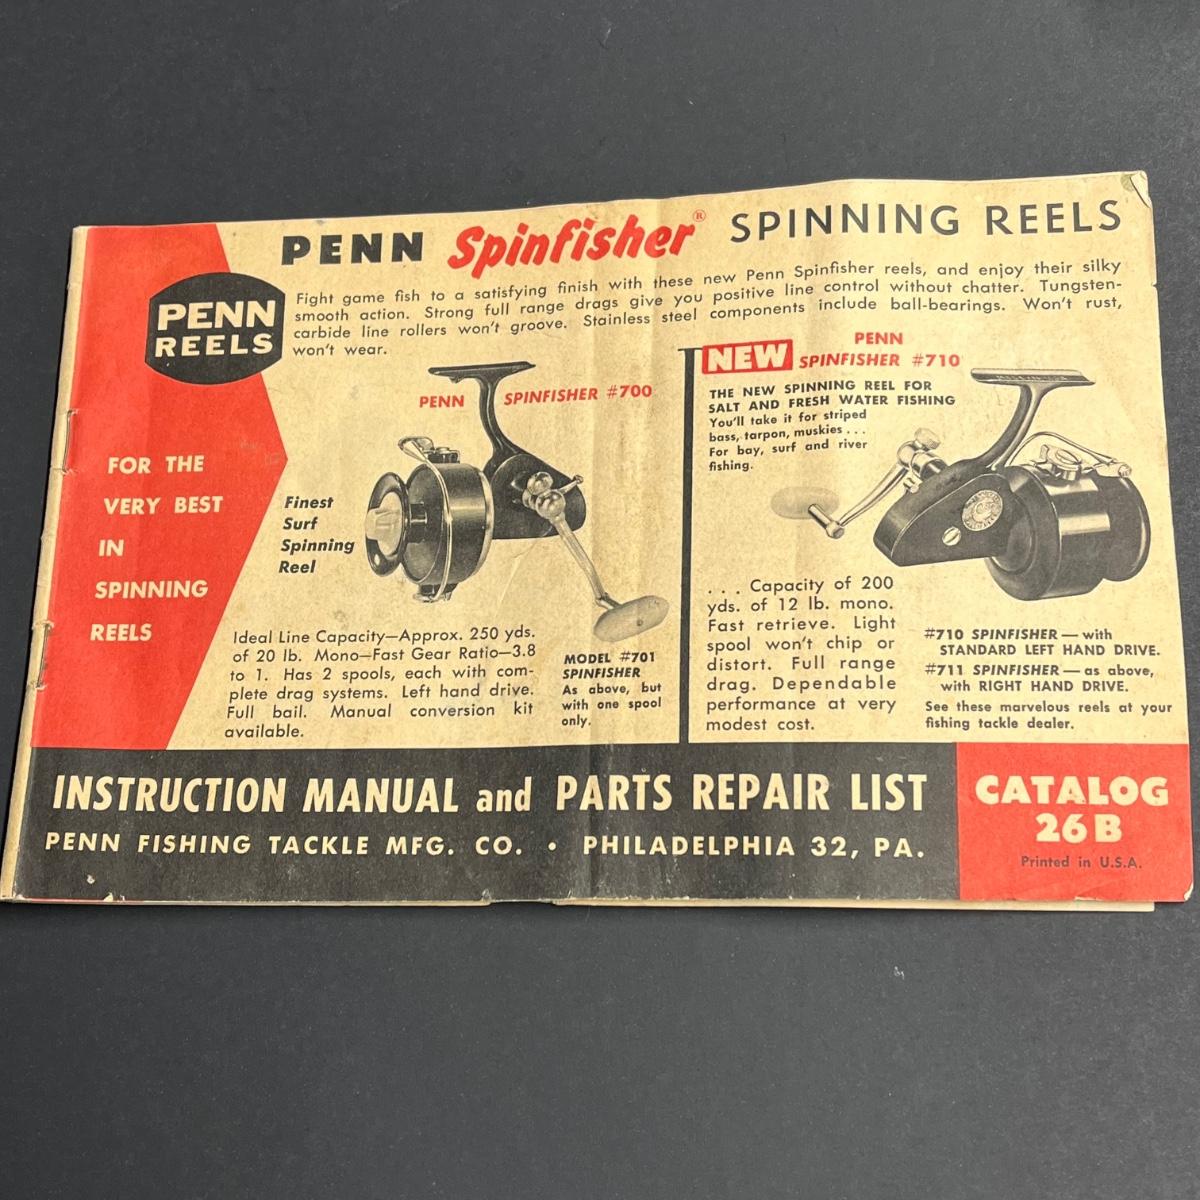 PENN Spinfisher® SPINNING REELS
PENN
REELS
Fight game fish to a satisfying finish with these new Penn Spinfisher reels, and enjoy their silky
smooth action. Strong full range drags give you positive line control without chatter. Tungsten-
carbide line rollers won't groove. Stainless steel components include ball-bearings. Won't rust,
won't wear.
FOR THE
VERY BEST
IN
SPINNING
REELS
PENN SPINFISHER #700
Finest
Surf
Spinning
Reel
Ideal Line Capacity—Approx. 250 yds.
of 20 lb. Mono—Fast Gear Ratio—3.8
to 1. Has 2 spools, each with com-
plete drag systems. Left hand drive.
Full bail. Manual conversion kit
available.
MODEL #701
SPINFISHER
As above, but
with one spool
only.
NEW PENN
SPINFISHER #710
THE NEW SPINNING REEL FOR
SALT AND FRESH WATER FISHING
You'll take it for striped
bass, tarpon, muskies . . .
For bay, surf and river
fishing.
. . . Capacity of 200
yds. of 12 lb. mono.
Fast retrieve. Light
spool won't chip or
distort. Full range
drag. Dependable
performance at very
modest cost.
#710 SPINFISHER — with
STANDARD LEFT HAND DRIVE.
#711 SPINFISHER — as above,
with RIGHT HAND DRIVE.
See these marvelous reels at your
fishing tackle dealer.
INSTRUCTION MANUAL and PARTS REPAIR LIST
PENN FISHING TACKLE MFG. CO. • PHILADELPHIA 32, PA.
CATALOG
26 B
Printed in U.S.A.